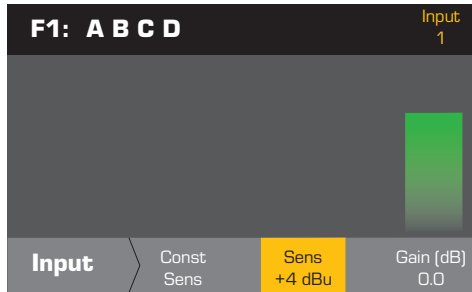 F1: A B C D
Input
1
Input
Const
Sens
Sens
+4 dBu
Gain (dB)
0.0